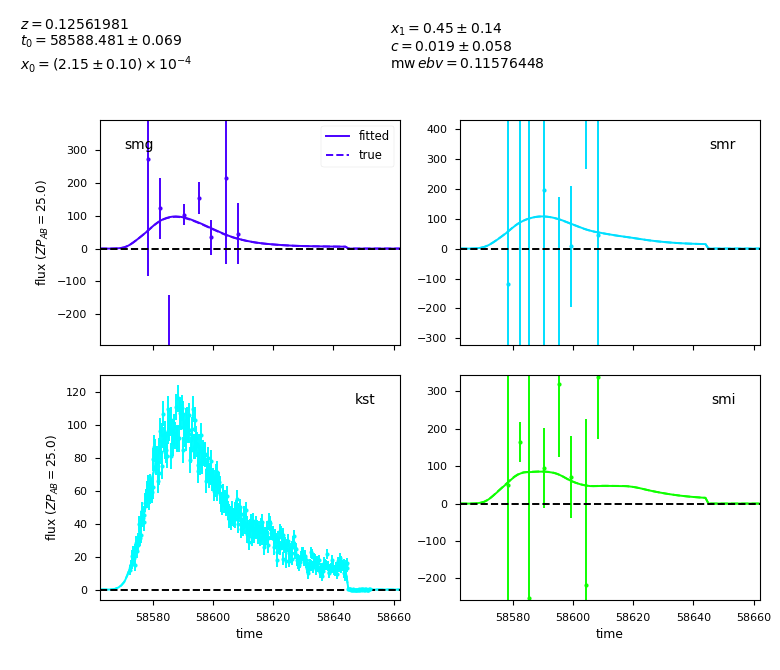 z = 0.12561981
t₀ = 58588.481 ± 0.069
x₀ = (2.15 ± 0.10) × 10⁻⁴
x₁ = 0.45 ± 0.14
c = 0.019 ± 0.058
mw ebv = 0.11576448
smg
fitted
true
300
200
100
0
−100
−200
flux (ZP_AB = 25.0)
smr
400
300
200
100
0
−100
−200
−300
kst
120
100
80
60
40
20
0
flux (ZP_AB = 25.0)
58580 58600 58620 58640 58660
time
smi
300
200
100
0
−100
−200
58580 58600 58620 58640 58660
time